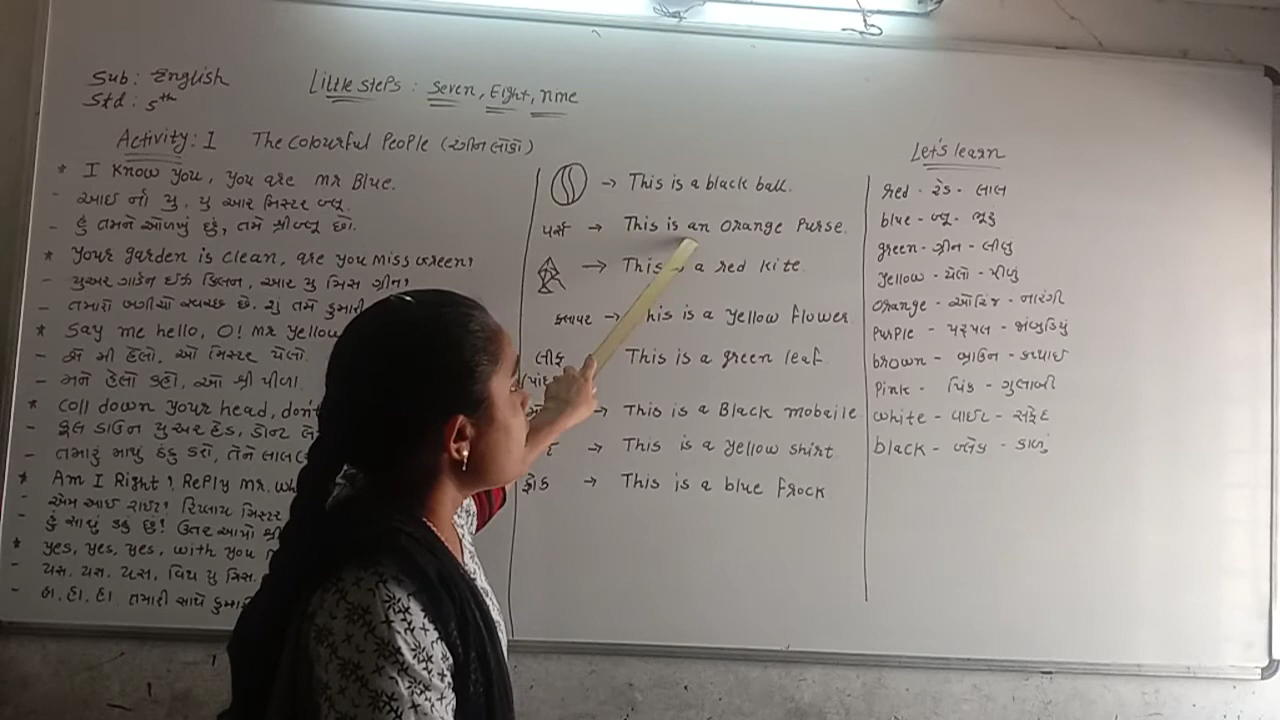 Sub: English
Std: 5th
Little steps: Seven, Eight, nine
Activity: 1 The colourful People (રંગીન લોકો)
* I know you, you are Mr Blue.
- આઈ નો યુ, યુ આર મિસ્ટર બ્લૂ.
- હું તમને ઓળખું છું, તમે શ્રી બ્લૂ છો.
* Your garden is clean, are you miss Green?
- યુઅર ગાર્ડન ઈઝ ક્લિન, આર યુ મિસ ગ્રીન?
- તમારો બગીચો સ્વચ્છ છે. શું તમે કુમારી
* Say me hello, O! Mr yellow
- સે મી હેલો, ઓ મિસ્ટર યેલો.
- મને હેલો કહો, ઓ શ્રી પીળા.
* Coll down your head, don't
- કૂલ ડાઉન યુઅર હેડ, ડોન્ટ લે
- તમારું માથું ઠંડુ કરો, તેને લાલ
* Am I Right? Reply Mr. Wh
- એમ આઈ રાઈટ? રિપ્લાય મિસ્ટર
- હું સાચું કહું છું! ઉત્તર આપો શ્રી
* Yes, yes, yes, with you
- યસ. યસ. યસ, વિથ યુ મિસ.
- હા. હા. હા. તમારી સાથે કુમારી
→ This is a black ball.
પર્સ → This is an orange Purse.
→ This is a red kite.
ફ્લાવર → This is a yellow flower
લીફ This is a green leaf.
→ This is a Black mobaile
→ This is a yellow shirt
ફ્રોક → This is a blue frock
Let's learn
red - રેડ - લાલ
blue - બ્લૂ - ભૂરું
green - ગ્રીન - લીલું
Yellow - યેલો - પીળું
Orange - ઓરેંજ - નારંગી
Purple - પરપલ - જાંબુડિયું
brown - બ્રાઉન - કથ્થાઈ
Pink - પિંક - ગુલાબી
white - વાઈટ - સફેદ
black - બ્લેક - કાળું